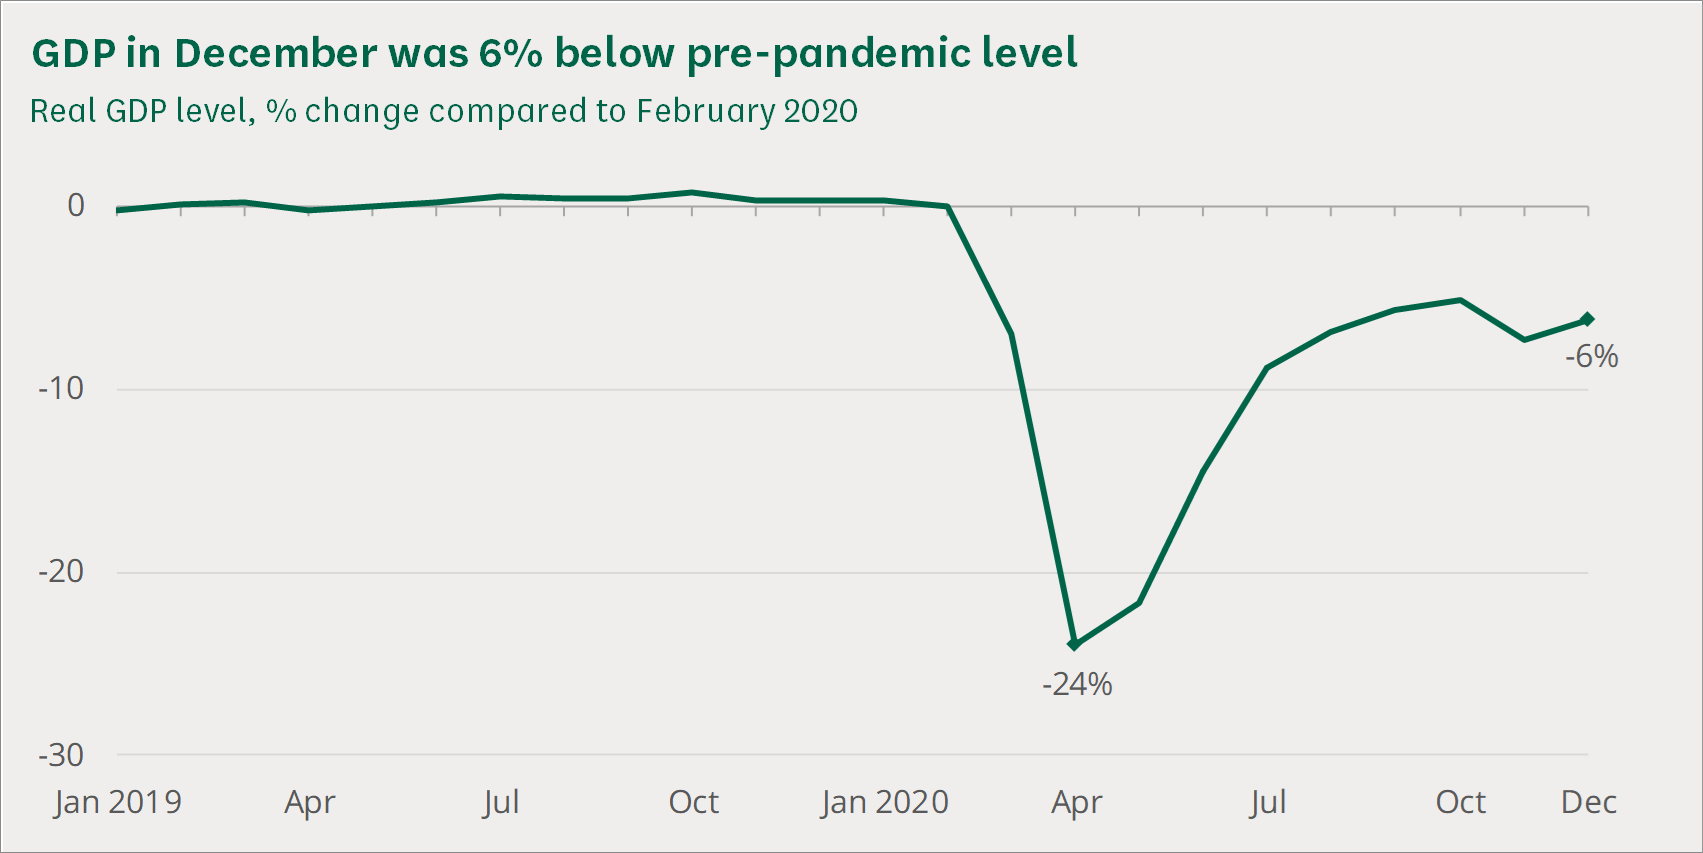 GDP in December was 6% below pre-pandemic level
Real GDP level, % change compared to February 2020
0
-10
-20
-30
-24%
-6%
Jan 2019 Apr Jul Oct Jan 2020 Apr Jul Oct Dec